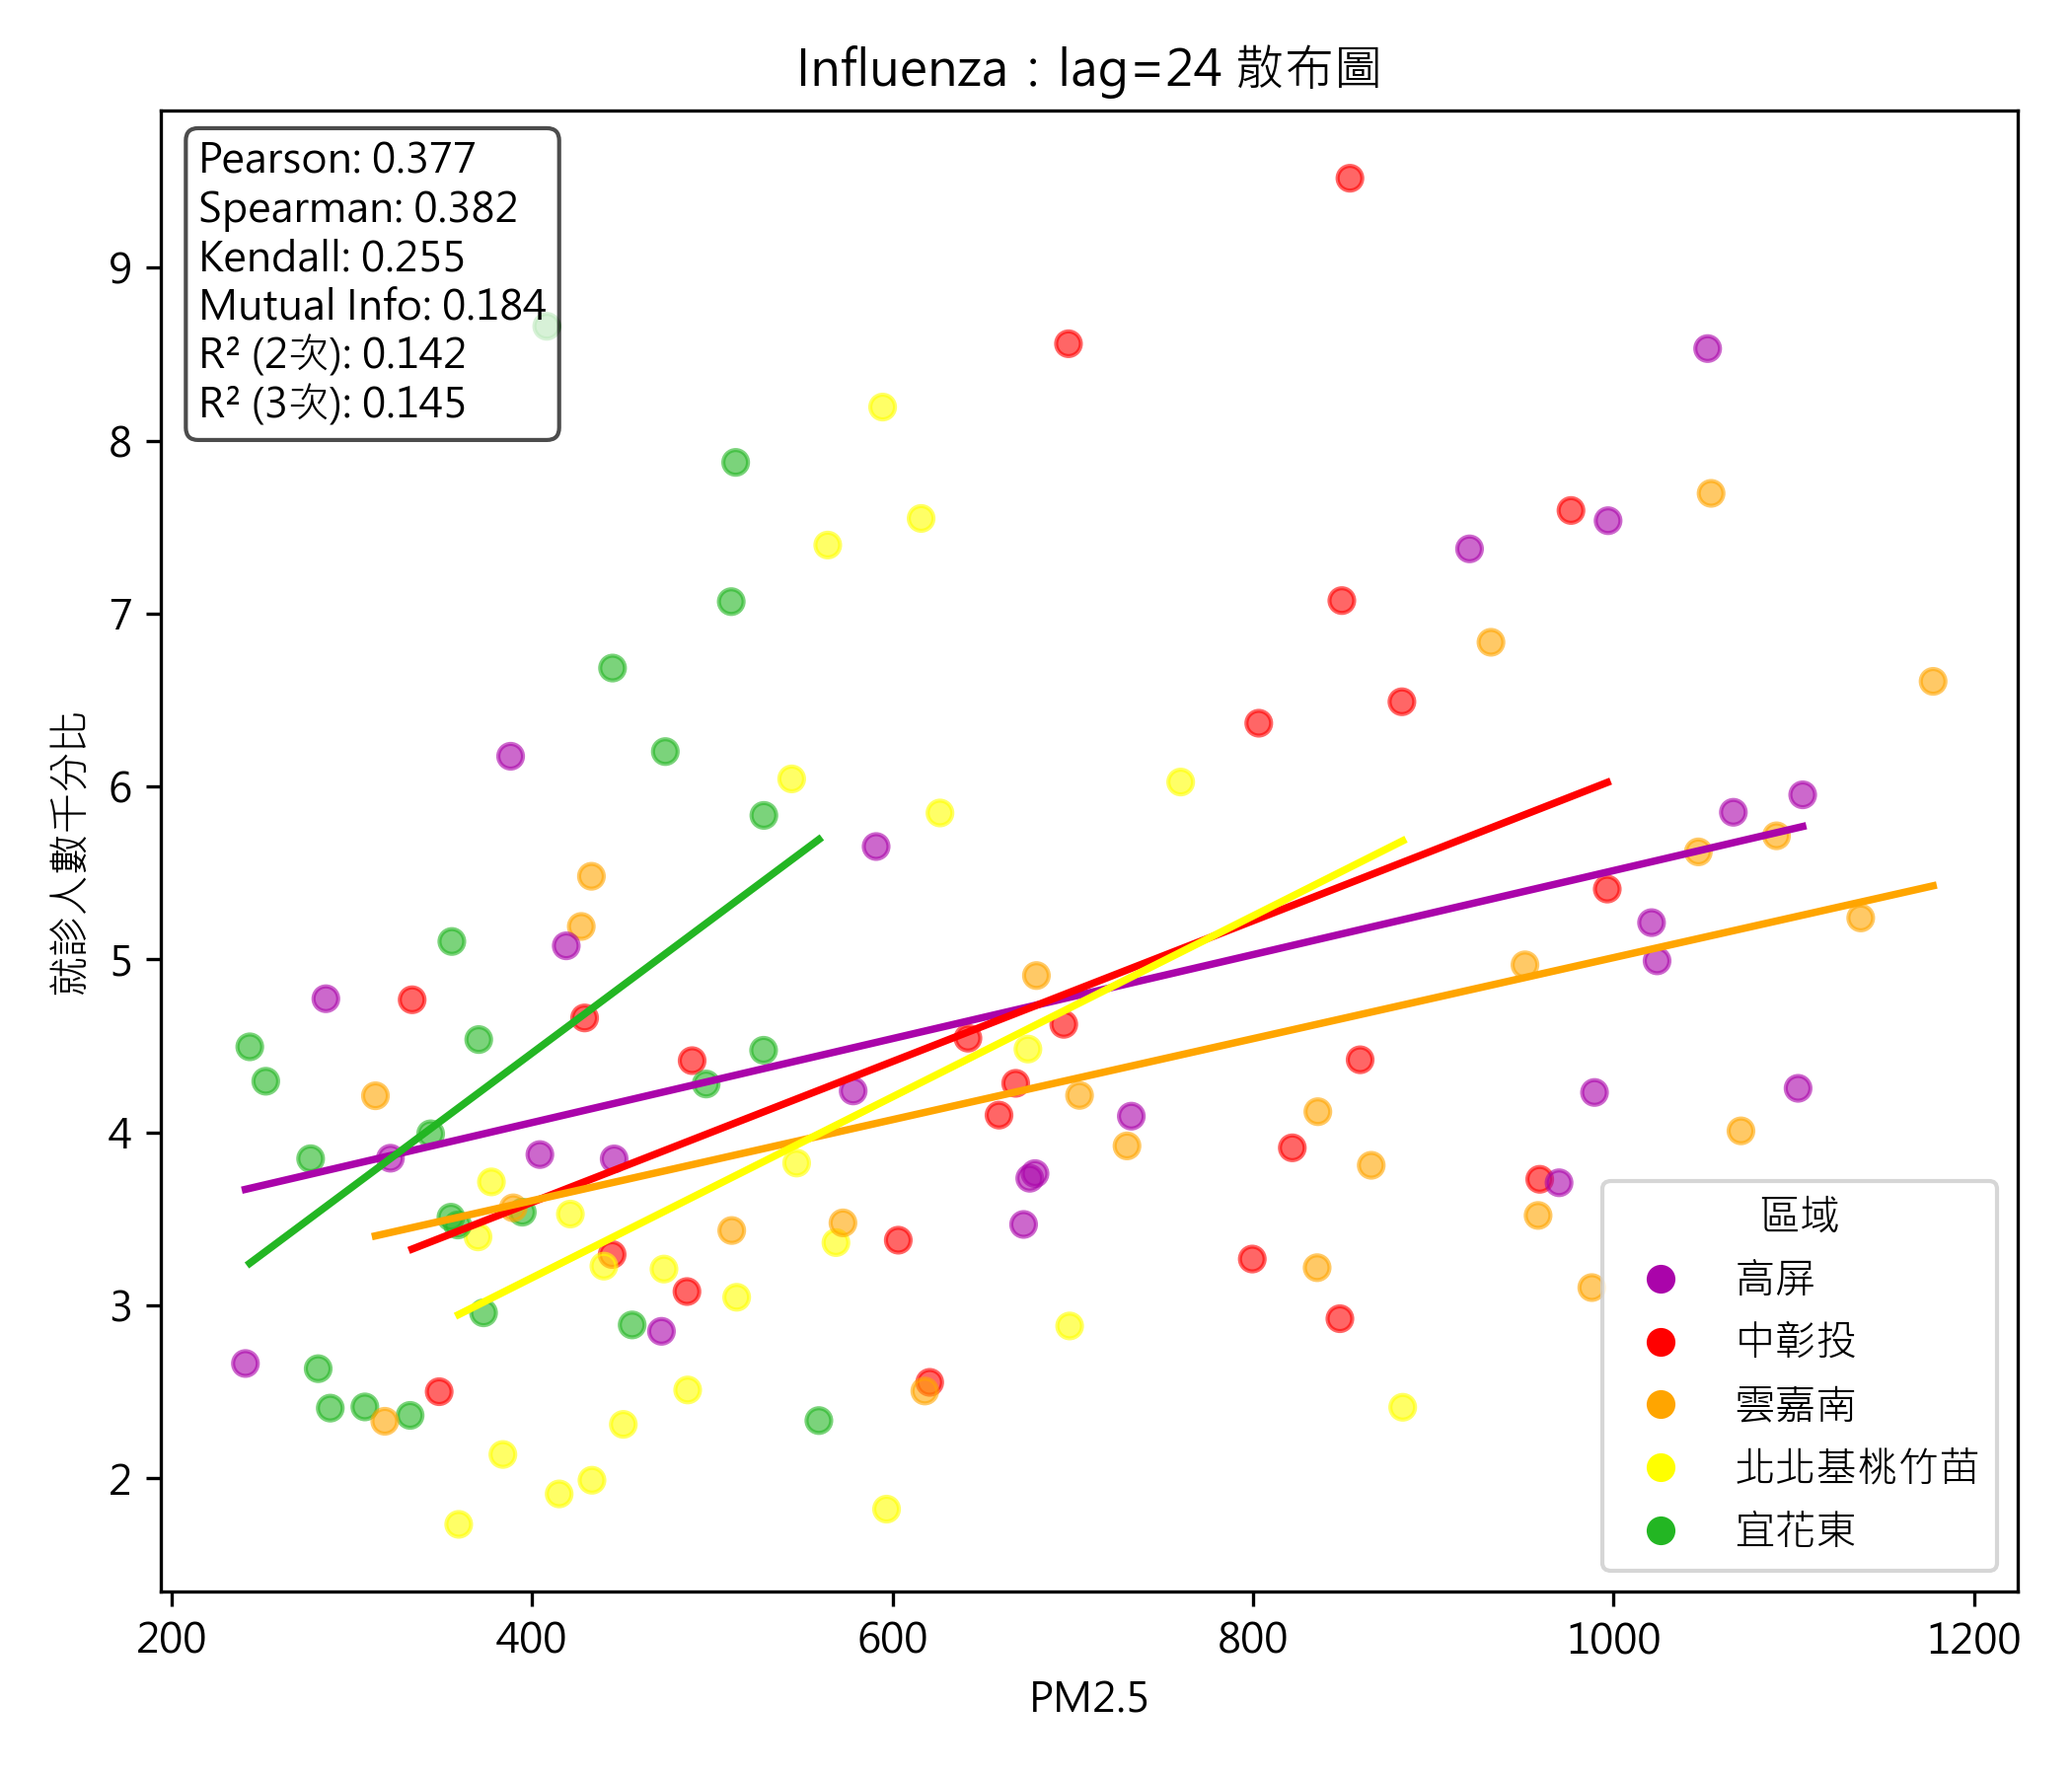 Influenza：lag=24 散布圖
Pearson: 0.377
Spearman: 0.382
Kendall: 0.255
Mutual Info: 0.184
R² (2次): 0.142
R² (3次): 0.145
就診人數千分比
9
8
7
6
5
4
3
2
區域
高屏
中彰投
雲嘉南
北北基桃竹苗
宜花東
200 400 600 800 1000 1200
PM2.5